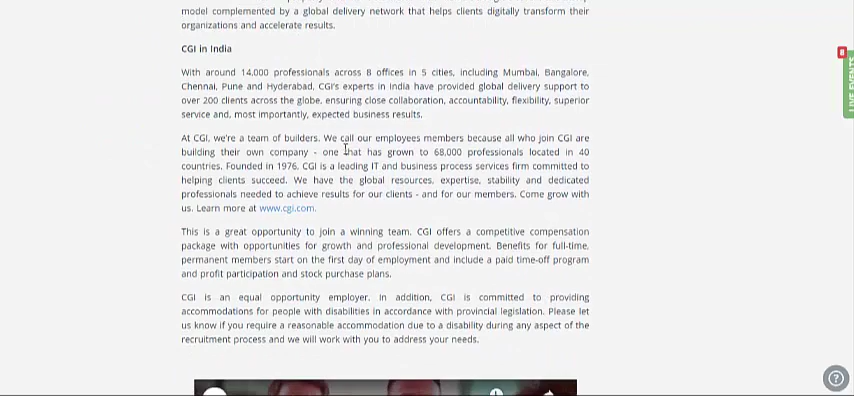 model complemented by a global delivery network that helps clients digitally transform their
organizations and accelerate results.
CGI in India
With around 14,000 professionals across 8 offices in 5 cities, including Mumbai, Bangalore,
Chennai, Pune and Hyderabad, CGI's experts in India have provided global delivery support to
over 200 clients across the globe, ensuring close collaboration, accountability, flexibility, superior
service and, most importantly, expected business results.
At CGI, we're a team of builders. We call our employees members because all who join CGI are
building their own company - one that has grown to 68,000 professionals located in 40
countries. Founded in 1976, CGI is a leading IT and business process services firm committed to
helping clients succeed. We have the global resources, expertise, stability and dedicated
professionals needed to achieve results for our clients - and for our members. Come grow with
us. Learn more at www.cgi.com.
This is a great opportunity to join a winning team. CGI offers a competitive compensation
package with opportunities for growth and professional development. Benefits for full-time,
permanent members start on the first day of employment and include a paid time-off program
and profit participation and stock purchase plans.
CGI is an equal opportunity employer. In addition, CGI is committed to providing
accommodations for people with disabilities in accordance with provincial legislation. Please let
us know if you require a reasonable accommodation due to a disability during any aspect of the
recruitment process and we will work with you to address your needs.
8
LIVE EVENTS
?